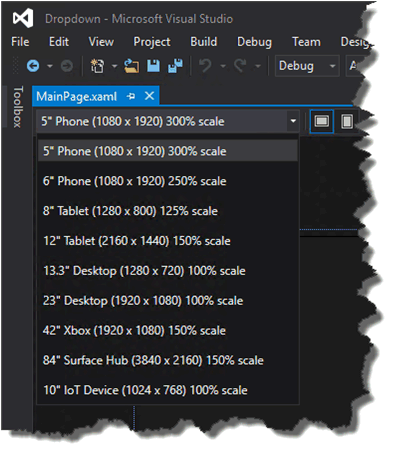 Dropdown - Microsoft Visual Studio
File Edit View Project Build Debug Team
Debug
Toolbox
MainPage.xaml
5" Phone (1080 x 1920) 300% scale
5" Phone (1080 x 1920) 300% scale
6" Phone (1080 x 1920) 250% scale
8" Tablet (1280 x 800) 125% scale
12" Tablet (2160 x 1440) 150% scale
13.3" Desktop (1280 x 720) 100% scale
23" Desktop (1920 x 1080) 100% scale
42" Xbox (1920 x 1080) 150% scale
84" Surface Hub (3840 x 2160) 150% scale
10" IoT Device (1024 x 768) 100% scale